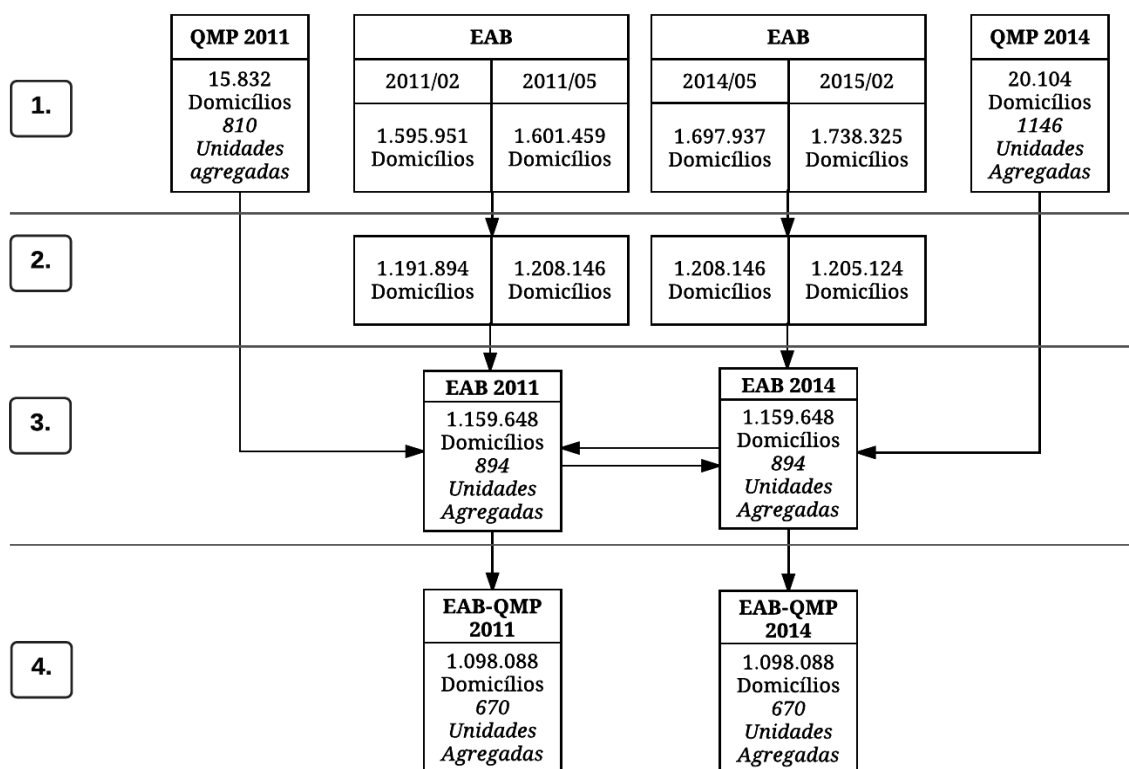 QMP 2011
15.832
Domicílios
810
Unidades
agregadas
EAB
2011/02
2011/05
1.595.951
Domicílios
1.601.459
Domicílios
EAB
2014/05
2015/02
1.697.937
Domicílios
1.738.325
Domicílios
QMP 2014
20.104
Domicílios
1146
Unidades
Agregadas
1.
2.
1.191.894
Domicílios
1.208.146
Domicílios
1.208.146
Domicílios
1.205.124
Domicílios
3.
EAB 2011
1.159.648
Domicílios
894
Unidades
Agregadas
EAB 2014
1.159.648
Domicílios
894
Unidades
Agregadas
4.
EAB-QMP
2011
1.098.088
Domicílios
670
Unidades
Agregadas
EAB-QMP
2014
1.098.088
Domicílios
670
Unidades
Agregadas